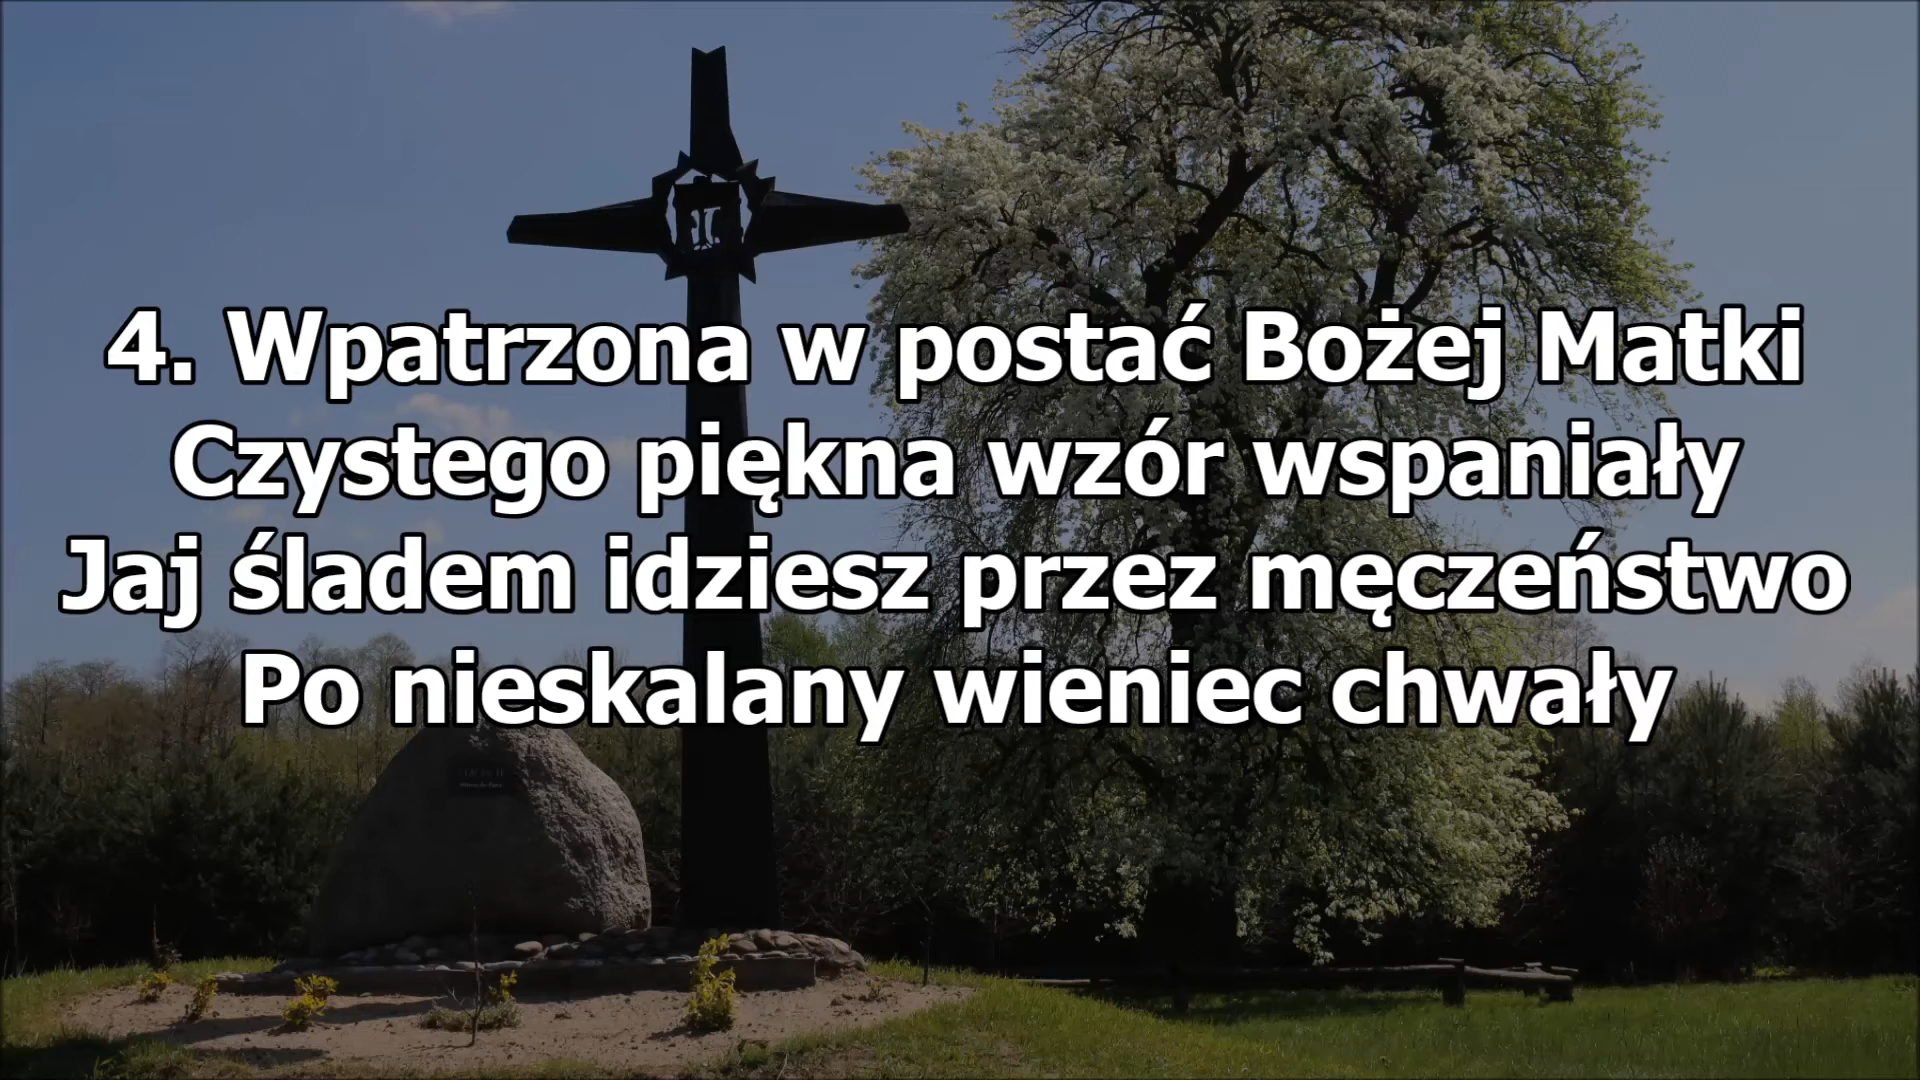 4. Wpatrzona w postać Bożej Matki
Czystego piękna wzór wspaniały
Jaj śladem idziesz przez męczeństwo
Po nieskalany wieniec chwały